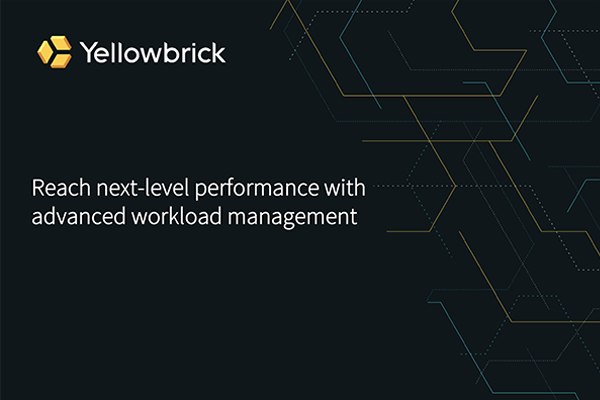 Yellowbrick
Reach next-level performance with
advanced workload management